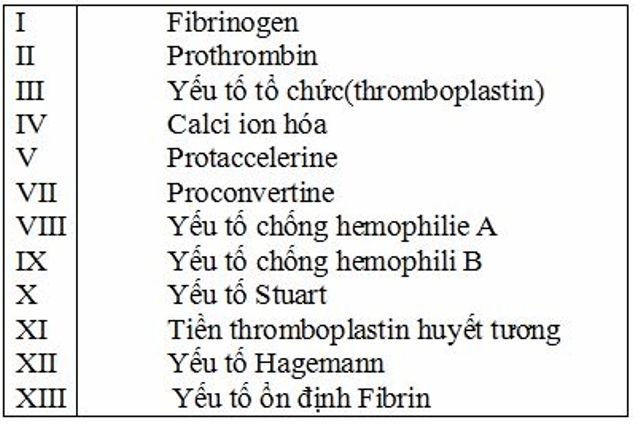 I Fibrinogen
II Prothrombin
III Yếu tố tổ chức(thromboplastin)
IV Calci ion hóa
V Protaccelerine
VII Proconvertine
VIII Yếu tố chống hemophilie A
IX Yếu tố chống hemophili B
X Yếu tố Stuart
XI Tiền thromboplastin huyết tương
XII Yếu tố Hagemann
XIII Yếu tố ổn định Fibrin